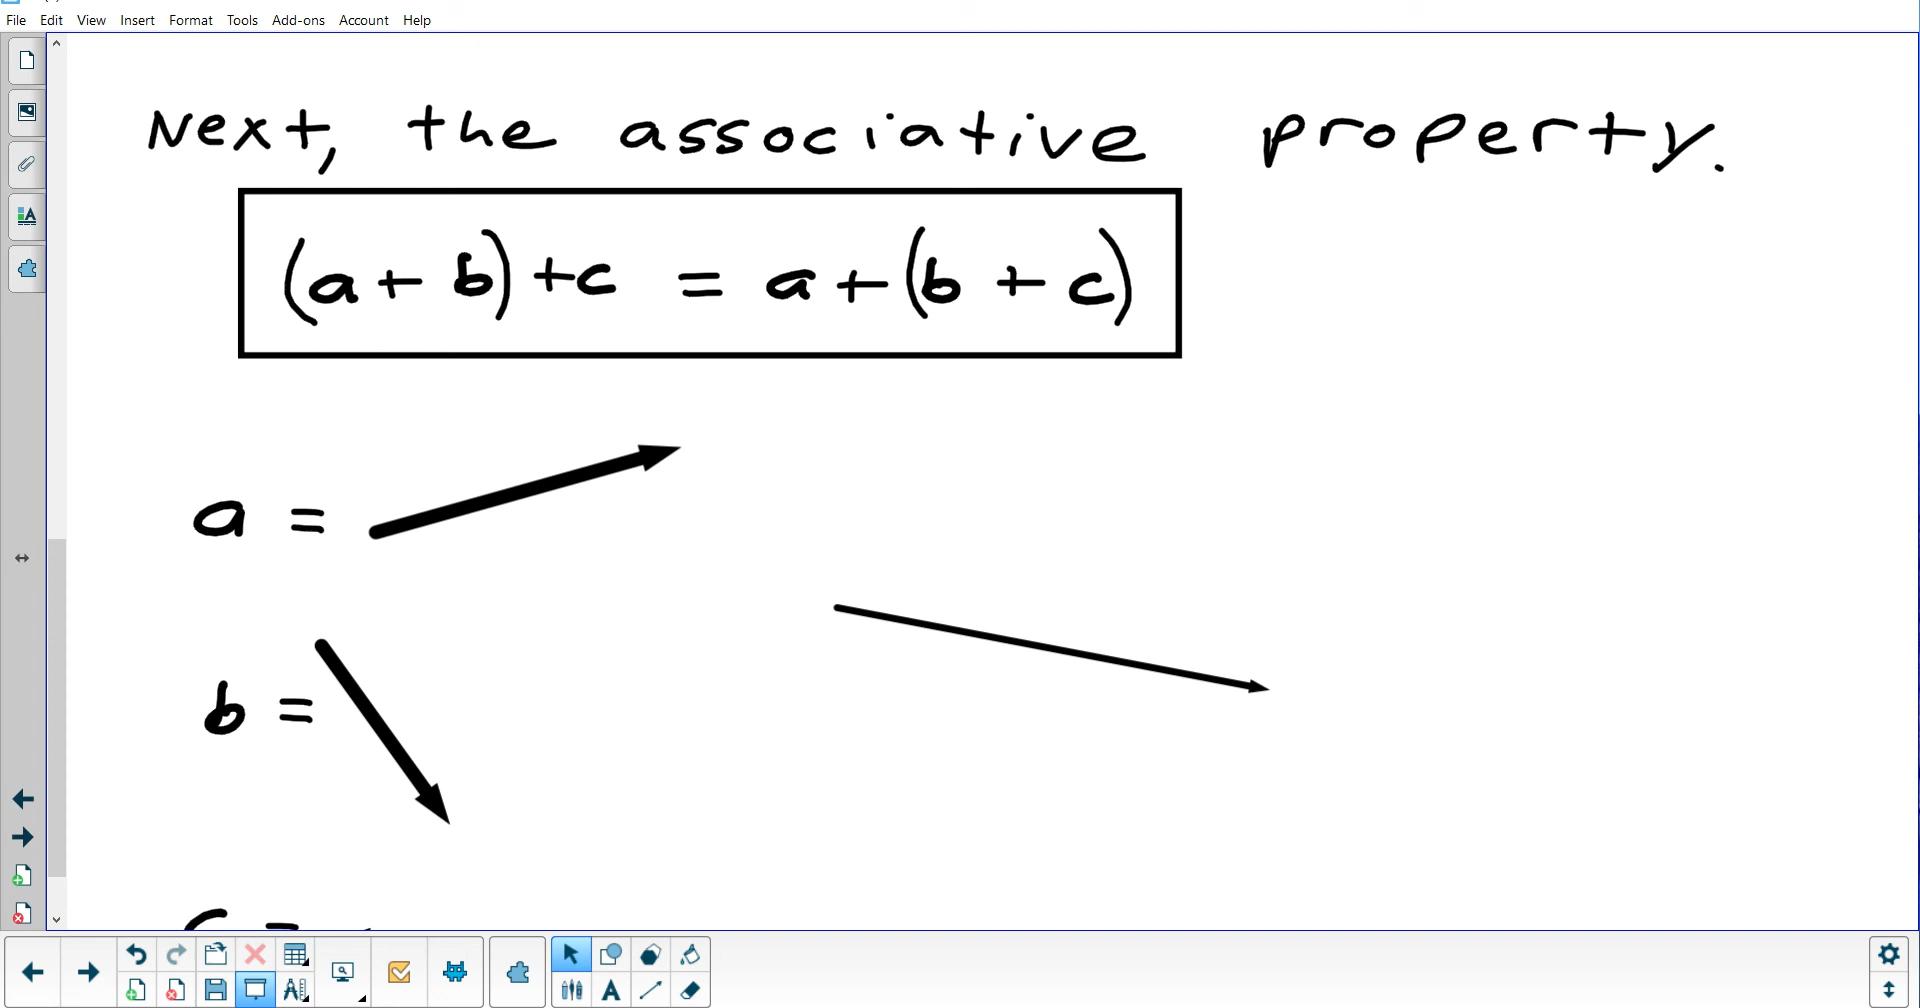 File Edit View Insert Format Tools Add-ons Account Help
Next, the associative property.
(a + b) + c = a + (b + c)
a =
b =
c =